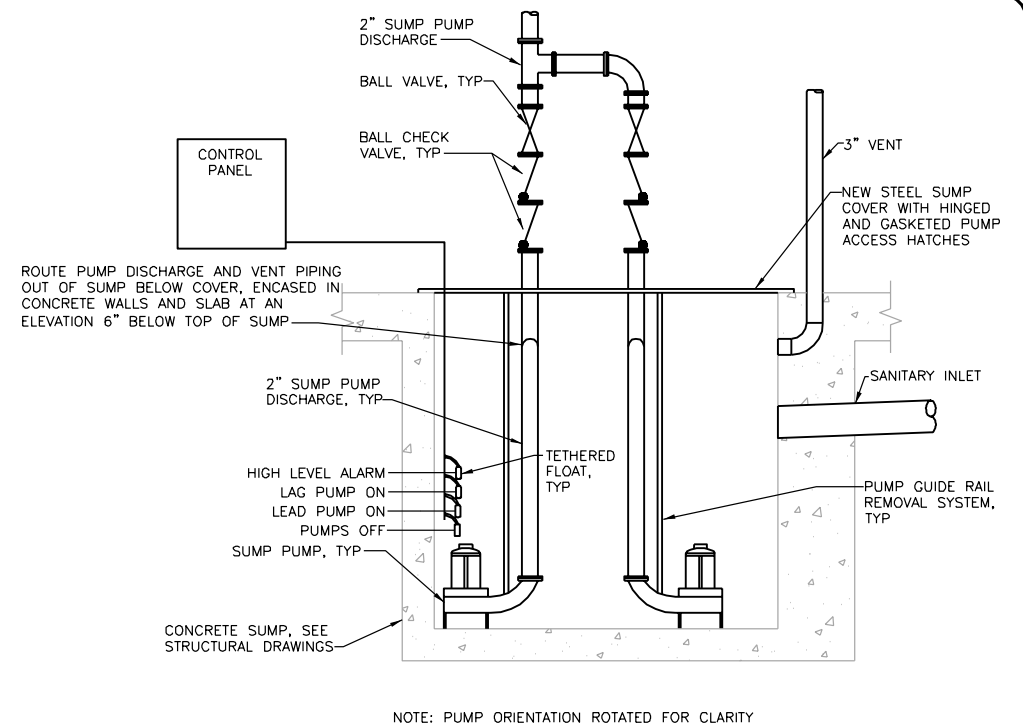 2" SUMP PUMP
DISCHARGE
BALL VALVE, TYP
BALL CHECK
VALVE, TYP
CONTROL
PANEL
3" VENT
NEW STEEL SUMP
COVER WITH HINGED
AND GASKETED PUMP
ACCESS HATCHES
ROUTE PUMP DISCHARGE AND VENT PIPING
OUT OF SUMP BELOW COVER, ENCASED IN
CONCRETE WALLS AND SLAB AT AN
ELEVATION 6" BELOW TOP OF SUMP
2" SUMP PUMP
DISCHARGE, TYP
SANITARY INLET
TETHERED
FLOAT,
TYP
HIGH LEVEL ALARM
LAG PUMP ON
LEAD PUMP ON
PUMPS OFF
SUMP PUMP, TYP
PUMP GUIDE RAIL
REMOVAL SYSTEM,
TYP
CONCRETE SUMP, SEE
STRUCTURAL DRAWINGS
NOTE: PUMP ORIENTATION ROTATED FOR CLARITY